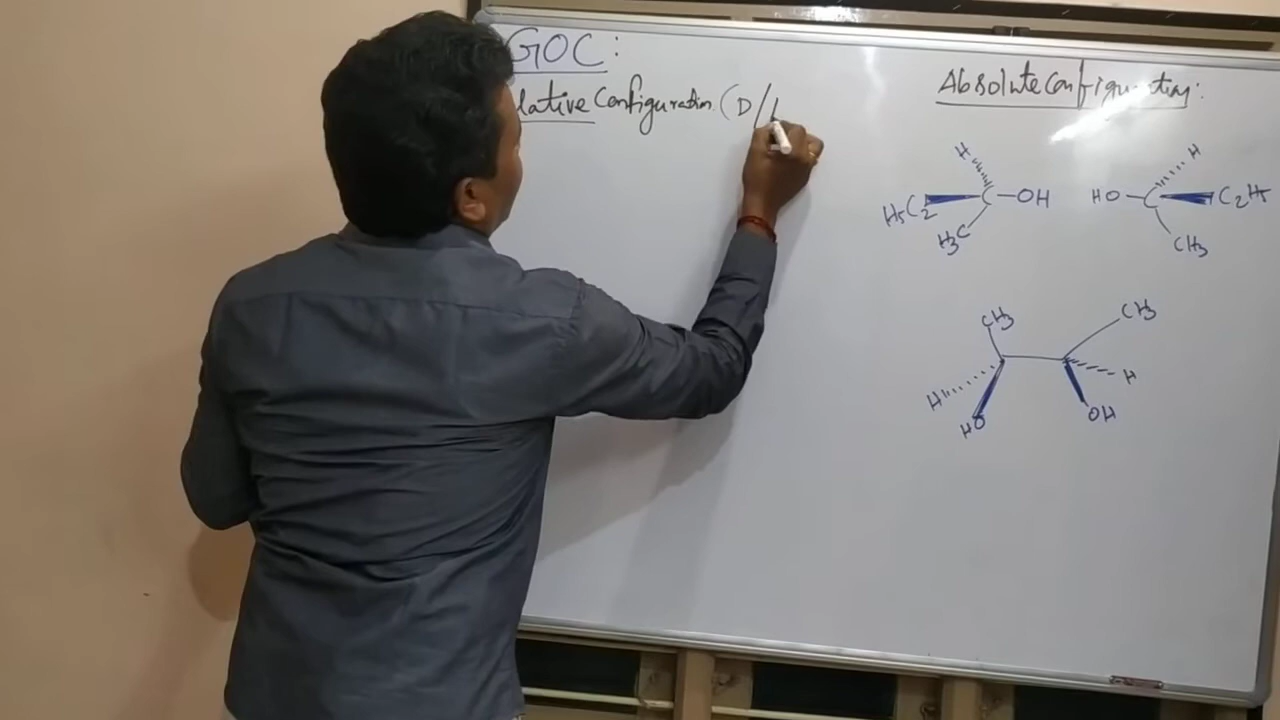 GOC:
lative Configuration (D/L
Absolute Configuration:
H
H
H5C2
C
OH
HO
C
C2H5
H3C
CH3
CH3
CH3
H
H
HO
OH